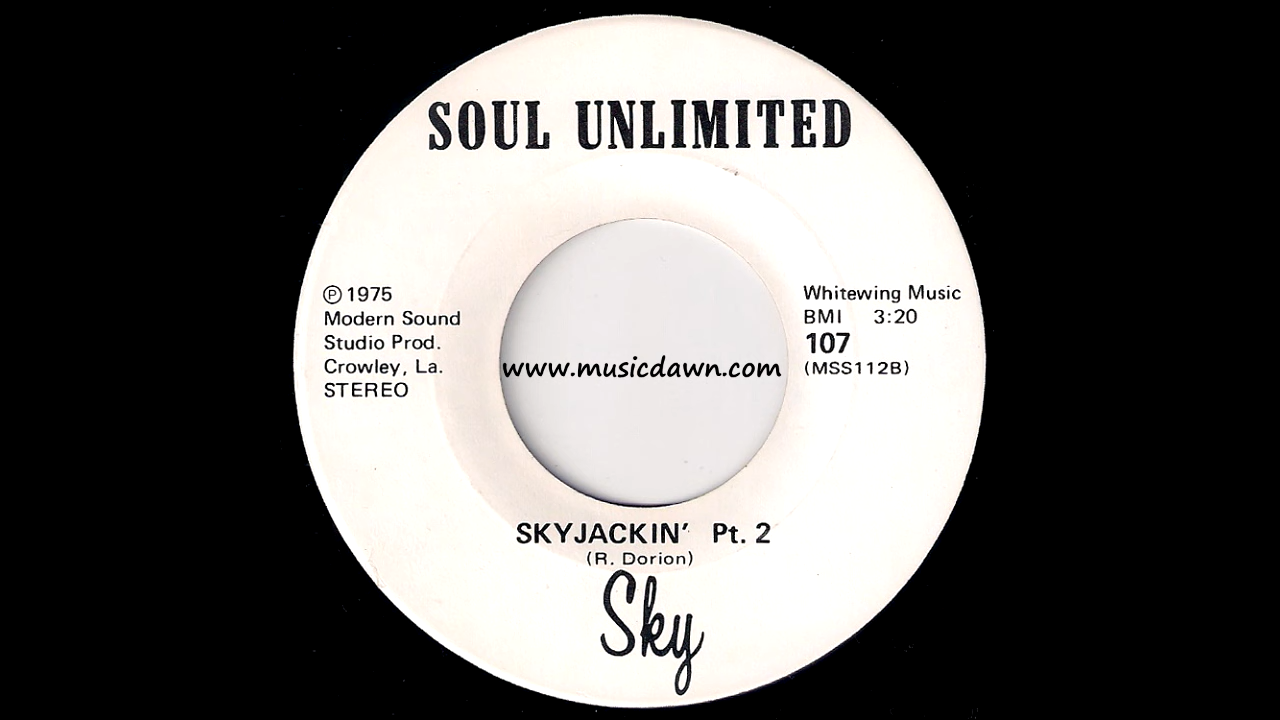 SOUL UNLIMITED
℗ 1975
Modern Sound
Studio Prod.
Crowley, La.
STEREO
Whitewing Music
BMI 3:20
107
(MSS112B)
www.musicdawn.com
SKYJACKIN' Pt. 2
(R. Dorion)
Sky